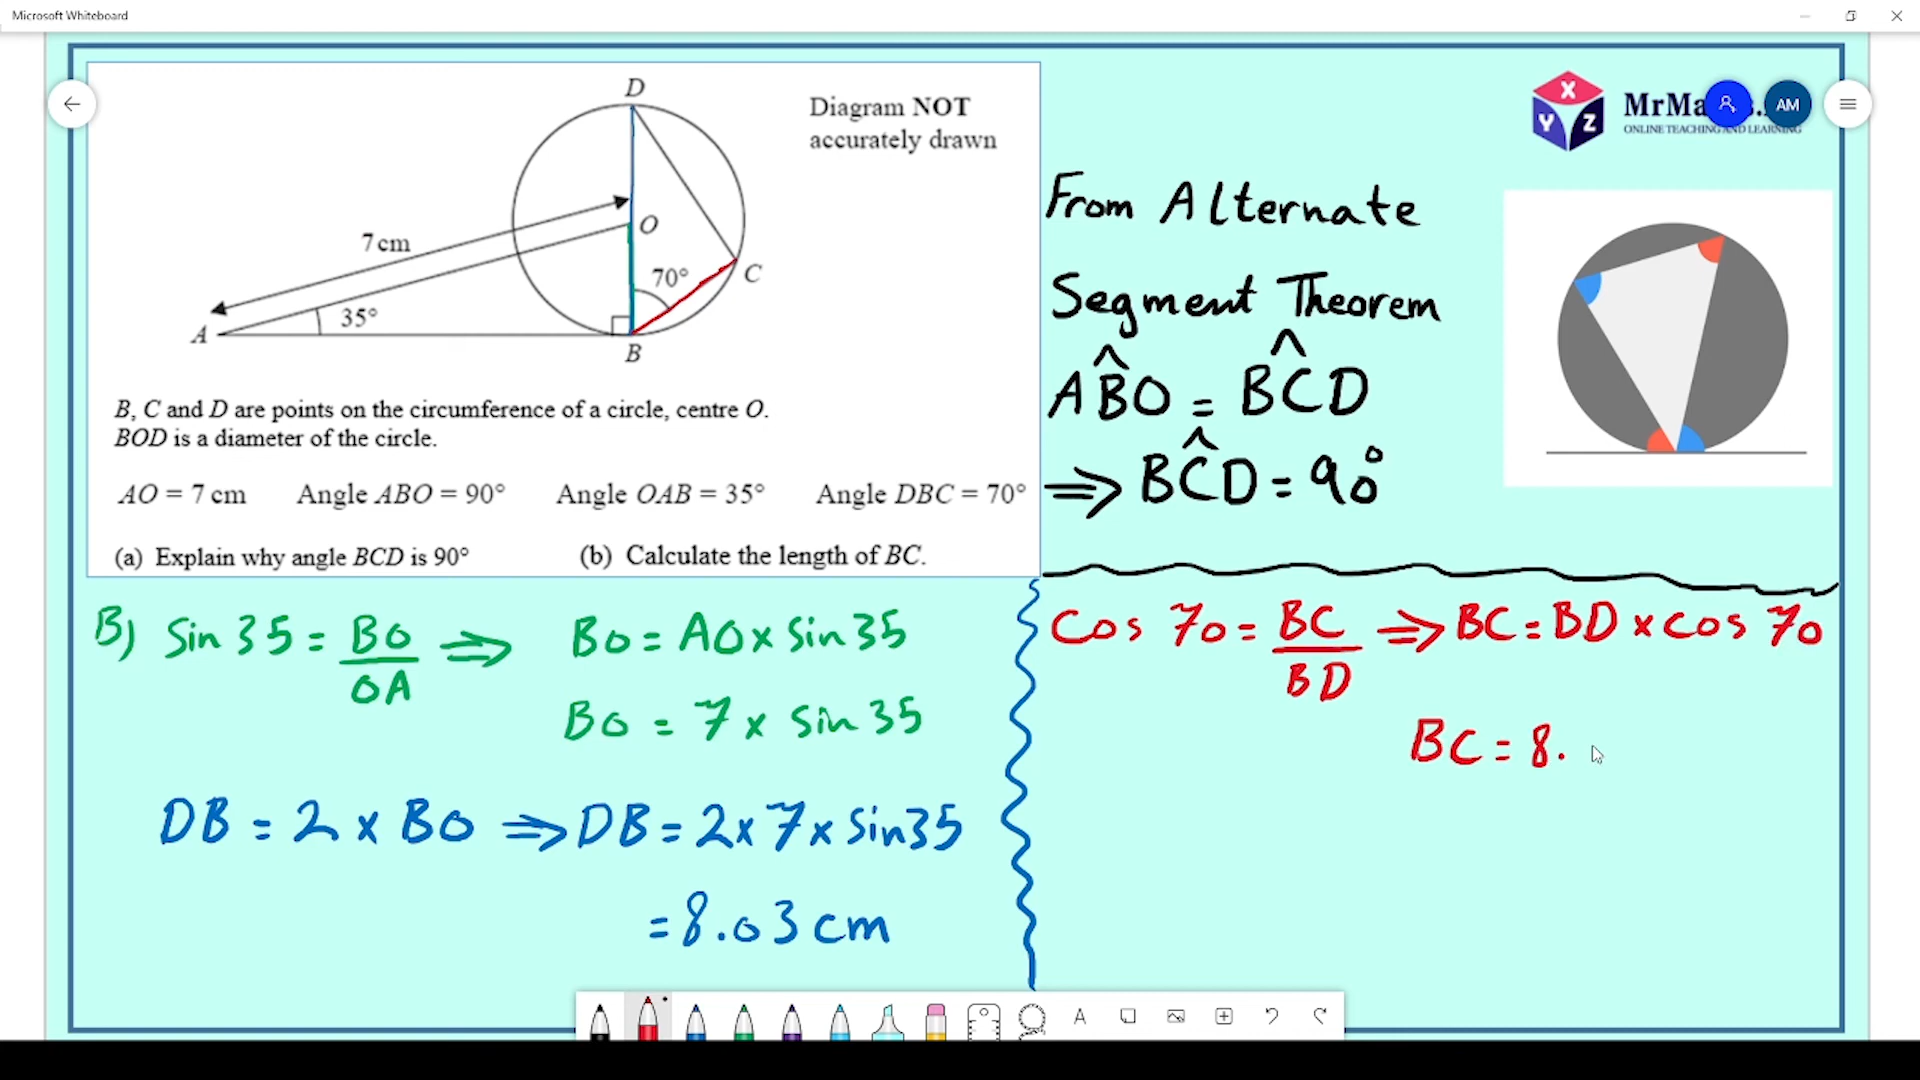 Microsoft Whiteboard
D
Diagram NOT
accurately drawn
O
7 cm
70°
C
35°
A
B
B, C and D are points on the circumference of a circle, centre O.
BOD is a diameter of the circle.
AO = 7 cm Angle ABO = 90° Angle OAB = 35° Angle DBC = 70°
(a) Explain why angle BCD is 90° (b) Calculate the length of BC.
X
Y Z
AM
ONLINE TEACHING AND LEARNING
From Alternate
Segment Theorem
AB̂O = BĈD
⇒ BĈD = 90°
B) Sin 35 = BO/OA ⇒ BO = AO x sin 35
BO = 7 x sin 35
DB = 2 x BO ⇒ DB = 2 x 7 x sin 35
= 8.03 cm
Cos 70 = BC/BD ⇒ BC = BD x cos 70
BC = 8.
A